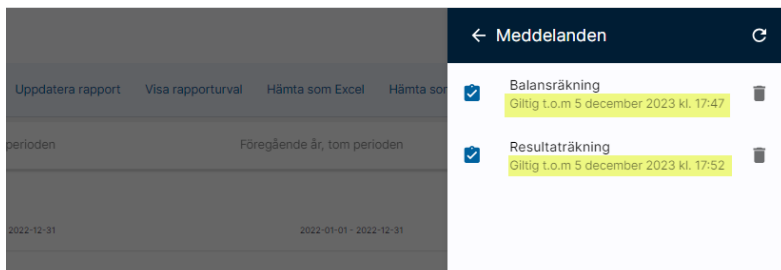 Meddelanden
Uppdatera rapport Visa rapporturval Hämta som Excel Hämta som
Balansräkning
Giltig t.o.m 5 december 2023 kl. 17:47
perioden Föregående år, tom perioden
Resultaträkning
Giltig t.o.m 5 december 2023 kl. 17:52
2022-12-31 2022-01-01 - 2022-12-31